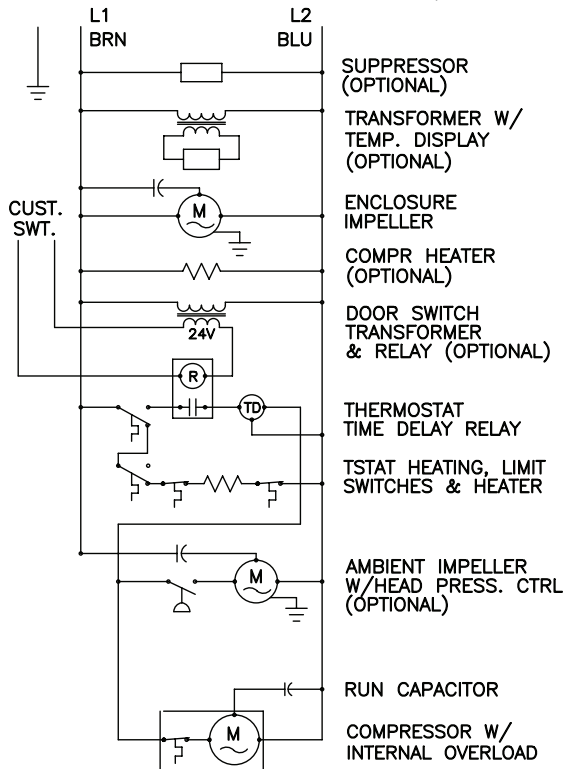 L1
BRN
L2
BLU
SUPPRESSOR
(OPTIONAL)
TRANSFORMER W/
TEMP. DISPLAY
(OPTIONAL)
CUST.
SWT.
M
ENCLOSURE
IMPELLER
COMPR HEATER
(OPTIONAL)
24V
DOOR SWITCH
TRANSFORMER
& RELAY (OPTIONAL)
R
TD
THERMOSTAT
TIME DELAY RELAY
TSTAT HEATING, LIMIT
SWITCHES & HEATER
M
AMBIENT IMPELLER
W/HEAD PRESS. CTRL
(OPTIONAL)
RUN CAPACITOR
M
COMPRESSOR W/
INTERNAL OVERLOAD